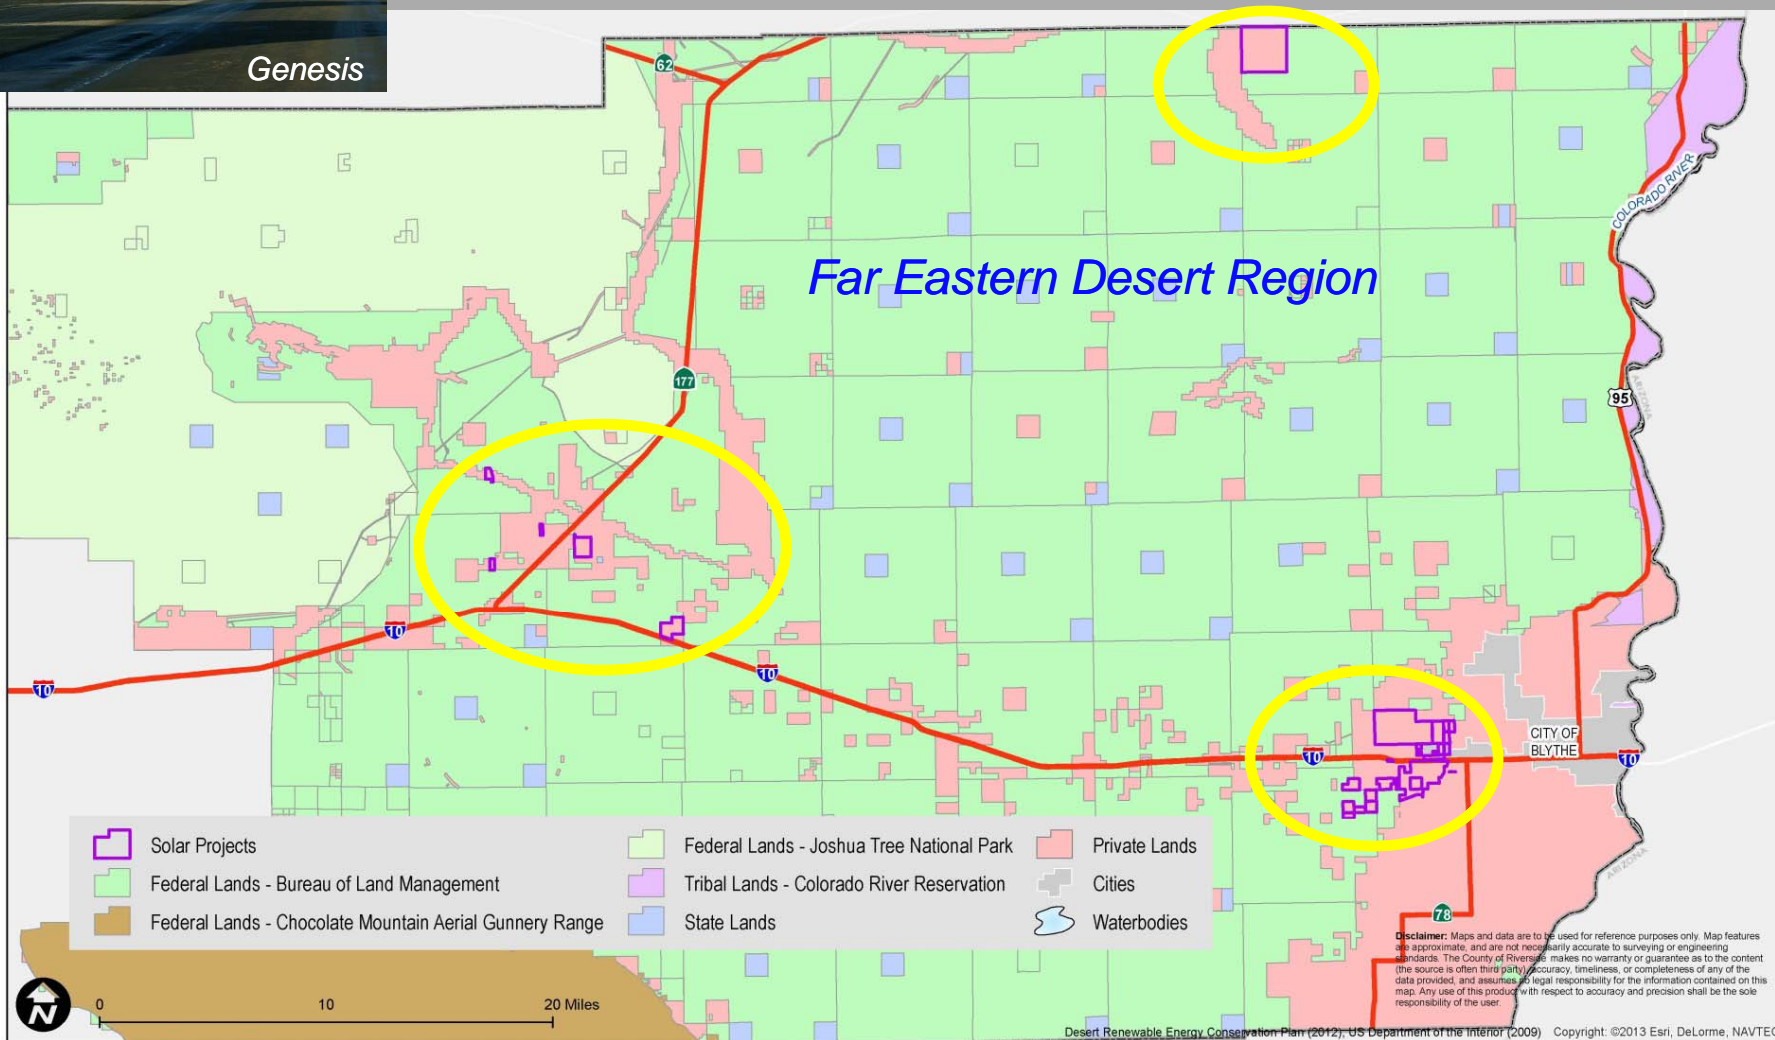 Genesis
62
COLORADO RIVER
Far Eastern Desert Region
177
95
ARIZONA
10
10
10
CITY OF
BLYTHE
10
10
Solar Projects
Federal Lands - Bureau of Land Management
Federal Lands - Chocolate Mountain Aerial Gunnery Range
Federal Lands - Joshua Tree National Park
Tribal Lands - Colorado River Reservation
State Lands
Private Lands
Cities
Waterbodies
ARIZONA
78
Disclaimer: Maps and data are to be used for reference purposes only. Map features
are approximate, and are not necessarily accurate to surveying or engineering
standards. The County of Riverside makes no warranty or guarantee as to the content
(the source is often third party), accuracy, timeliness, or completeness of any of the
data provided, and assumes no legal responsibility for the information contained on this
map. Any use of this product with respect to accuracy and precision shall be the sole
responsibility of the user.
N
0 10 20 Miles
Desert Renewable Energy Conservation Plan (2012), US Department of the Interior (2009) Copyright: ©2013 Esri, DeLorme, NAVTEQ